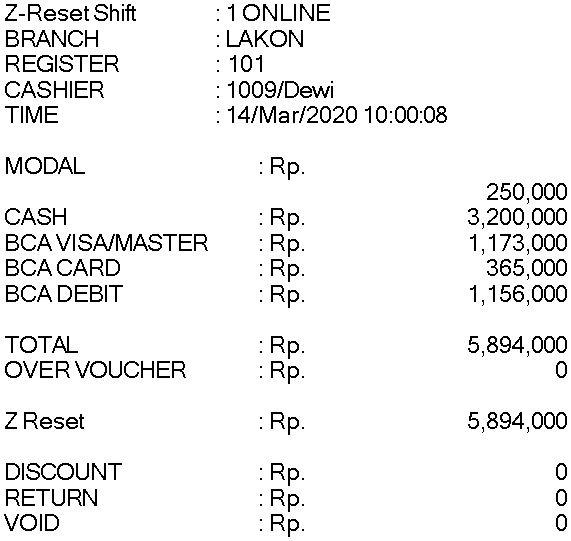 Z-Reset Shift : 1 ONLINE
BRANCH : LAKON
REGISTER : 101
CASHIER : 1009/Dewi
TIME : 14/Mar/2020 10:00:08
MODAL : Rp.
250,000
CASH : Rp. 3,200,000
BCA VISA/MASTER : Rp. 1,173,000
BCA CARD : Rp. 365,000
BCA DEBIT : Rp. 1,156,000
TOTAL : Rp. 5,894,000
OVER VOUCHER : Rp. 0
Z Reset : Rp. 5,894,000
DISCOUNT : Rp. 0
RETURN : Rp. 0
VOID : Rp. 0